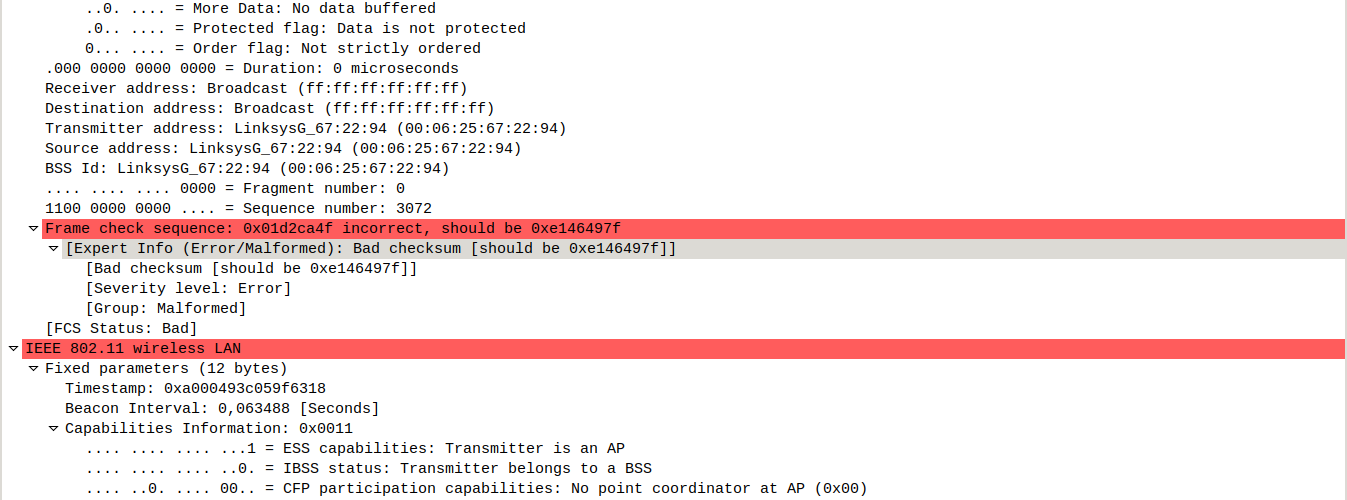 ..0. .... = More Data: No data buffered
.0.. .... = Protected flag: Data is not protected
0... .... = Order flag: Not strictly ordered
.000 0000 0000 0000 = Duration: 0 microseconds
Receiver address: Broadcast (ff:ff:ff:ff:ff:ff)
Destination address: Broadcast (ff:ff:ff:ff:ff:ff)
Transmitter address: LinksysG_67:22:94 (00:06:25:67:22:94)
Source address: LinksysG_67:22:94 (00:06:25:67:22:94)
BSS Id: LinksysG_67:22:94 (00:06:25:67:22:94)
.... .... .... 0000 = Fragment number: 0
1100 0000 0000 .... = Sequence number: 3072
Frame check sequence: 0x01d2ca4f incorrect, should be 0xe146497f
[Expert Info (Error/Malformed): Bad checksum [should be 0xe146497f]]
[Bad checksum [should be 0xe146497f]]
[Severity level: Error]
[Group: Malformed]
[FCS Status: Bad]
IEEE 802.11 wireless LAN
Fixed parameters (12 bytes)
Timestamp: 0xa000493c059f6318
Beacon Interval: 0,063488 [Seconds]
Capabilities Information: 0x0011
.... .... .... ...1 = ESS capabilities: Transmitter is an AP
.... .... .... ..0. = IBSS status: Transmitter belongs to a BSS
.... ..0. .... 00.. = CFP participation capabilities: No point coordinator at AP (0x00)